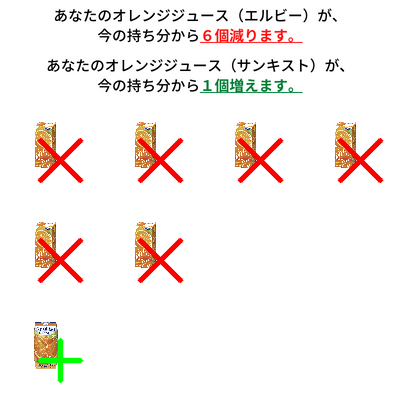 あなたのオレンジジュース（エルビー）が、
今の持ち分から６個減ります。
あなたのオレンジジュース（サンキスト）が、
今の持ち分から１個増えます。